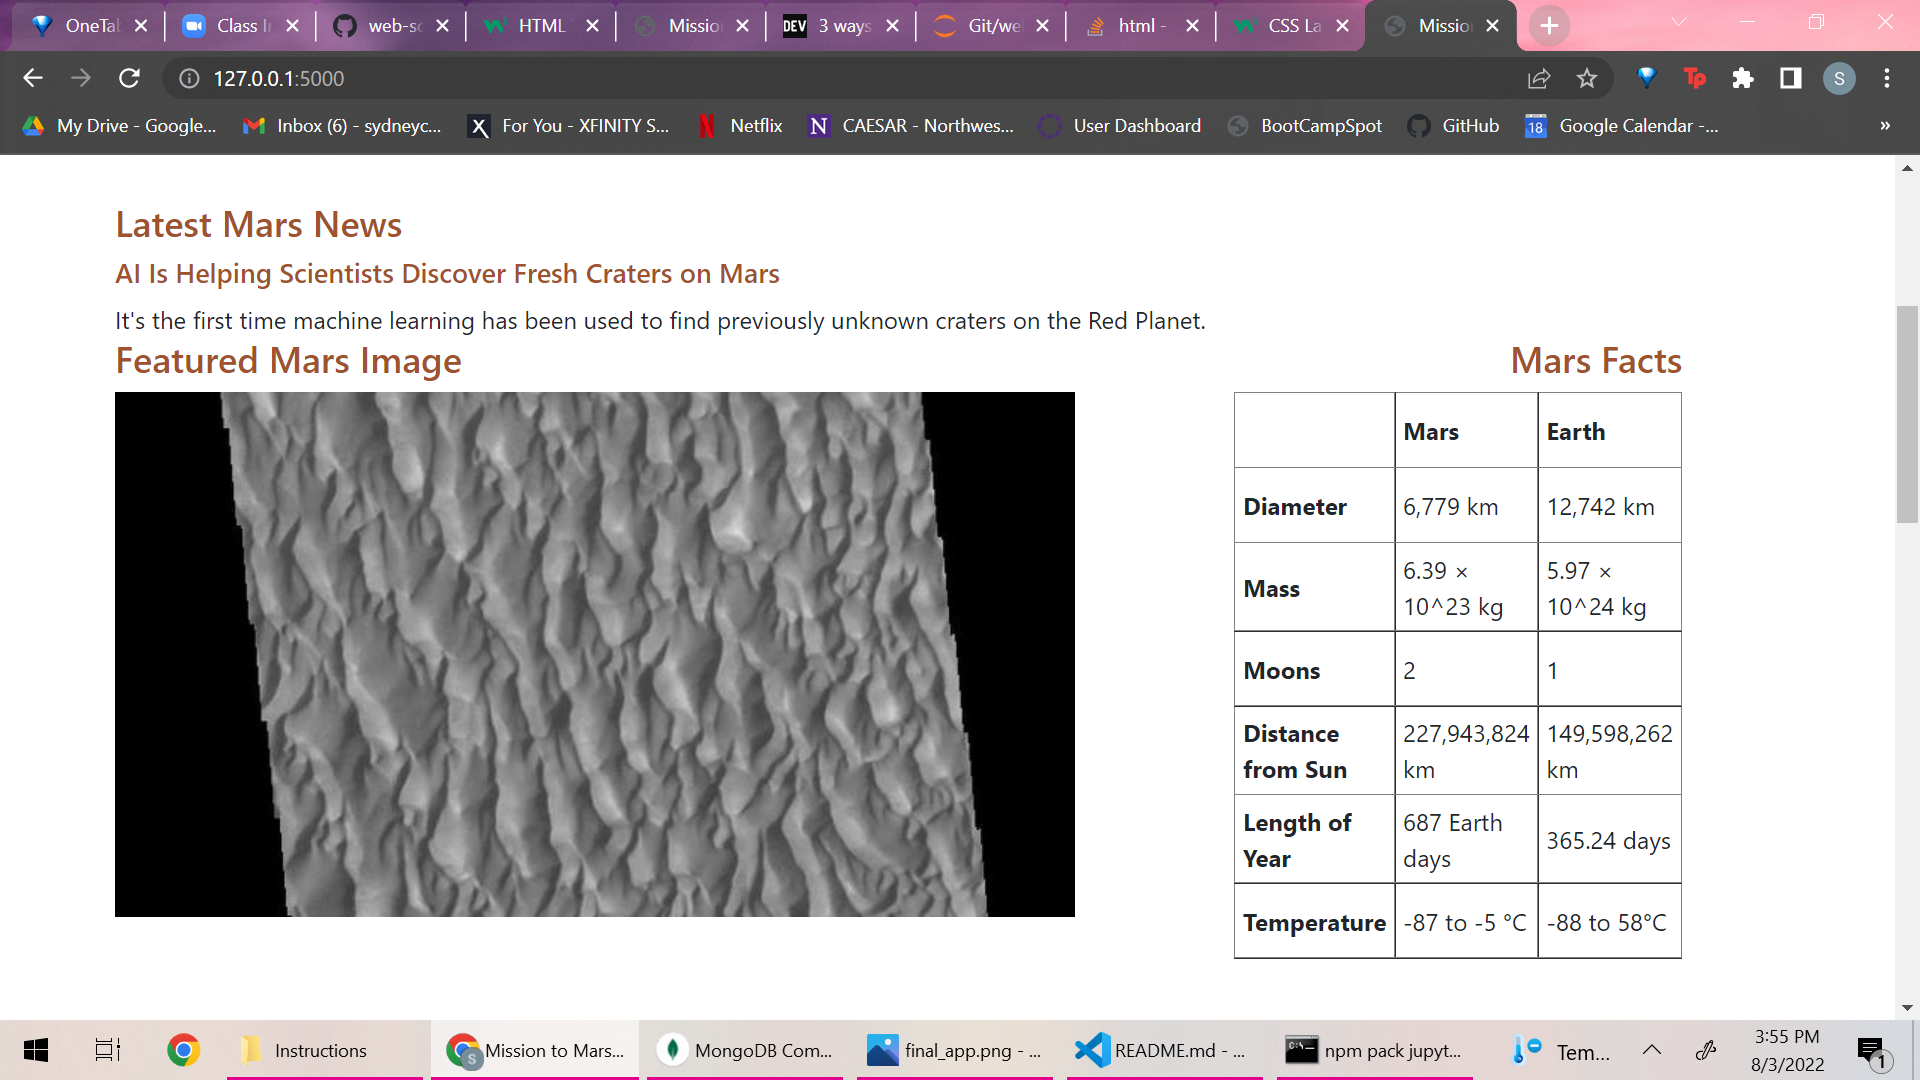 OneTab
Class I
web-sc
HTML
Missio
DEV 3 ways
Git/we
html -
CSS La
Missio
127.0.0.1:5000
Tp
S
My Drive - Google...
Inbox (6) - sydneyc...
X For You - XFINITY S...
N Netflix
N CAESAR - Northwes...
User Dashboard
BootCampSpot
GitHub
18 Google Calendar -...
»
Latest Mars News
AI Is Helping Scientists Discover Fresh Craters on Mars
It's the first time machine learning has been used to find previously unknown craters on the Red Planet.
Featured Mars Image
Mars Facts
Mars Earth
Diameter 6,779 km 12,742 km
Mass 6.39 × 10^23 kg 5.97 × 10^24 kg
Moons 2 1
Distance from Sun 227,943,824 km 149,598,262 km
Length of Year 687 Earth days 365.24 days
Temperature -87 to -5 °C -88 to 58°C
Instructions
S Mission to Mars...
MongoDB Com...
final_app.png - ...
README.md - ...
npm pack jupyt...
Tem...
3:55 PM
8/3/2022
1